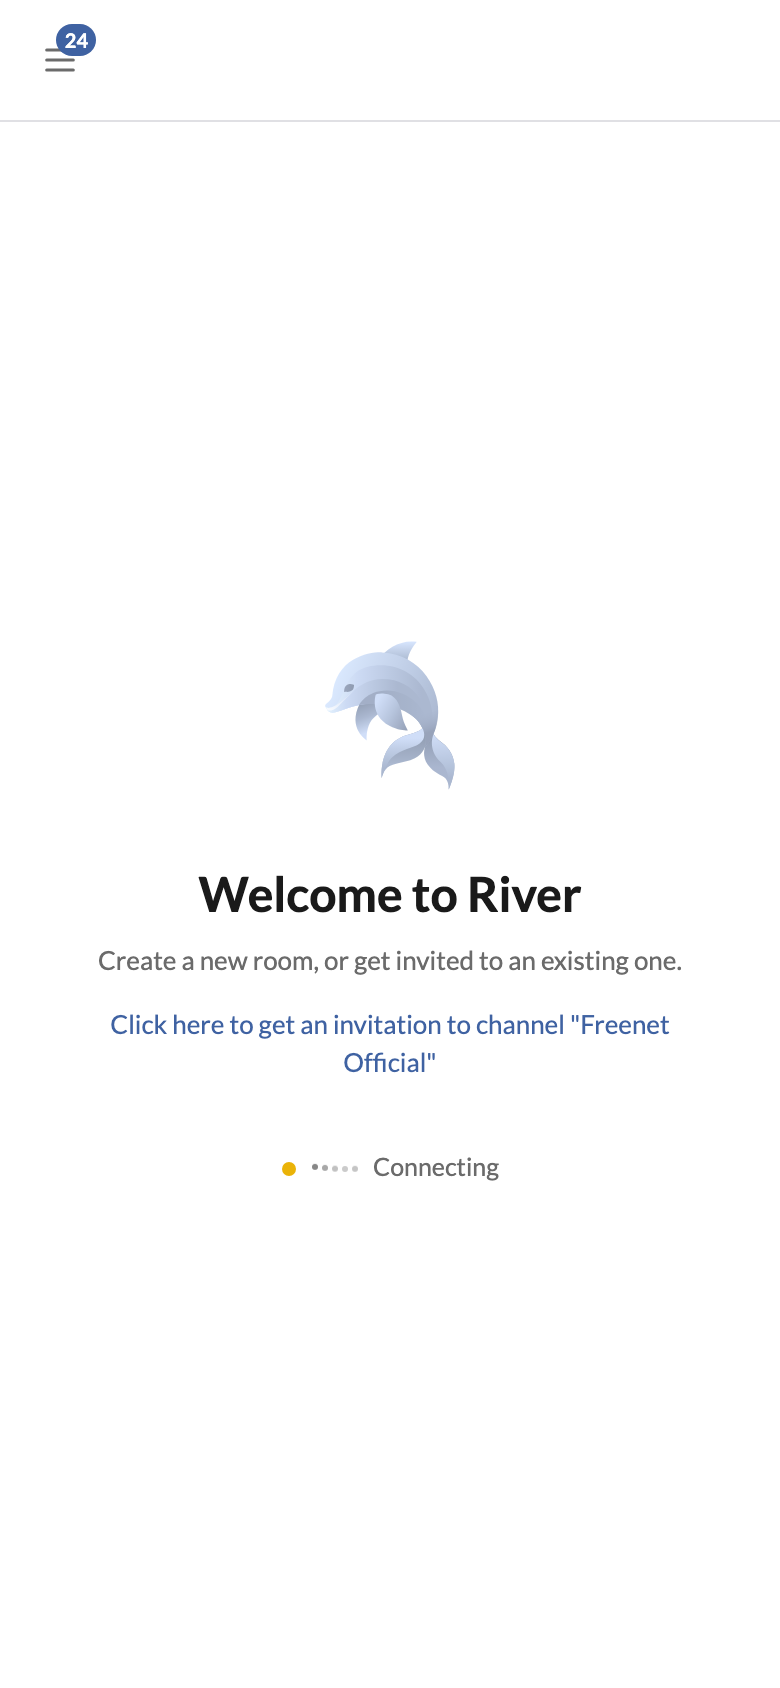 24
Welcome to River
Create a new room, or get invited to an existing one.
Click here to get an invitation to channel "Freenet
Official"
Connecting